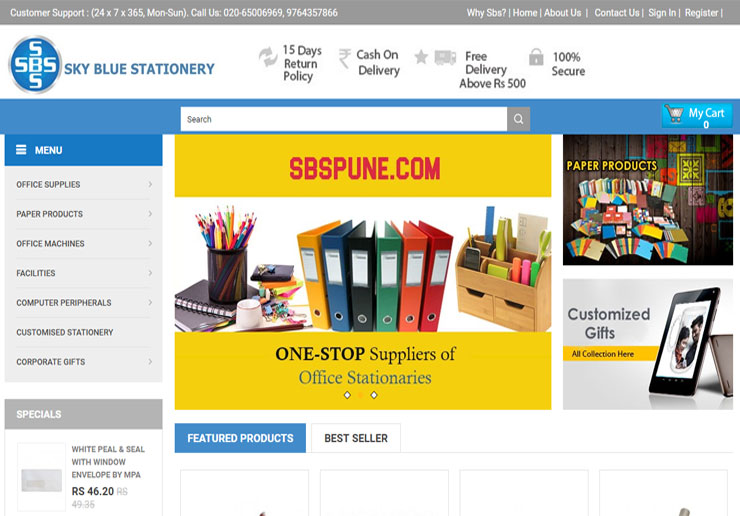 Customer Support : (24 x 7 x 365, Mon-Sun). Call Us: 020-65006969, 9764357866
Why Sbs? | Home | About Us | Contact Us | Sign In | Register |
SBS
S
S
SKY BLUE STATIONERY
15 Days
Return
Policy
Cash On
Delivery
Free
Delivery
Above Rs 500
100%
Secure
Search
My Cart
0
MENU
OFFICE SUPPLIES
PAPER PRODUCTS
OFFICE MACHINES
FACILITIES
COMPUTER PERIPHERALS
CUSTOMISED STATIONERY
CORPORATE GIFTS
SBSPUNE.COM
ONE-STOP Suppliers of
Office Stationaries
PAPER PRODUCTS
Customized
Gifts
All Collection Here
SPECIALS
WHITE PEAL & SEAL
WITH WINDOW
ENVELOPE BY MPA
RS 46.20 RS
49.35
FEATURED PRODUCTS
BEST SELLER